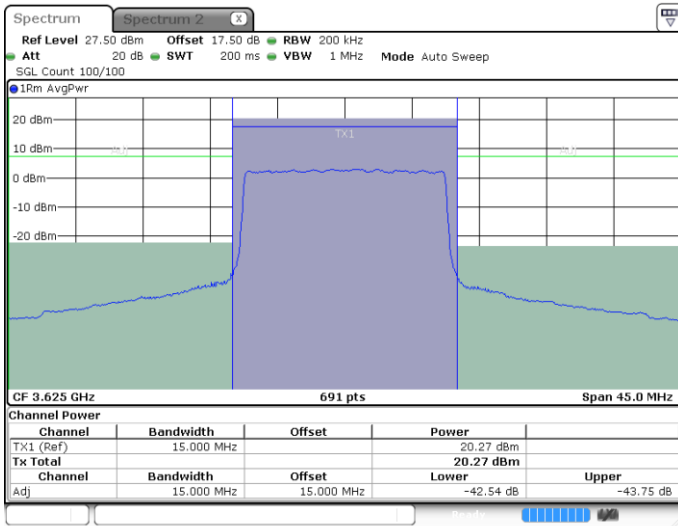 Spectrum Spectrum 2 X
Ref Level 27.50 dBm Offset 17.50 dB RBW 200 kHz
Att 20 dB SWT 200 ms VBW 1 MHz Mode Auto Sweep
SGL Count 100/100
1Rm AvgPwr
20 dBm
TX1
10 dBm Adj Adj
0 dBm
-10 dBm
-20 dBm
CF 3.625 GHz 691 pts Span 45.0 MHz
Channel Power
Channel Bandwidth Offset Power
TX1 (Ref) 15.000 MHz 20.27 dBm
Tx Total 20.27 dBm
Channel Bandwidth Offset Lower Upper
Adj 15.000 MHz 15.000 MHz -42.54 dB -43.75 dB
Ready